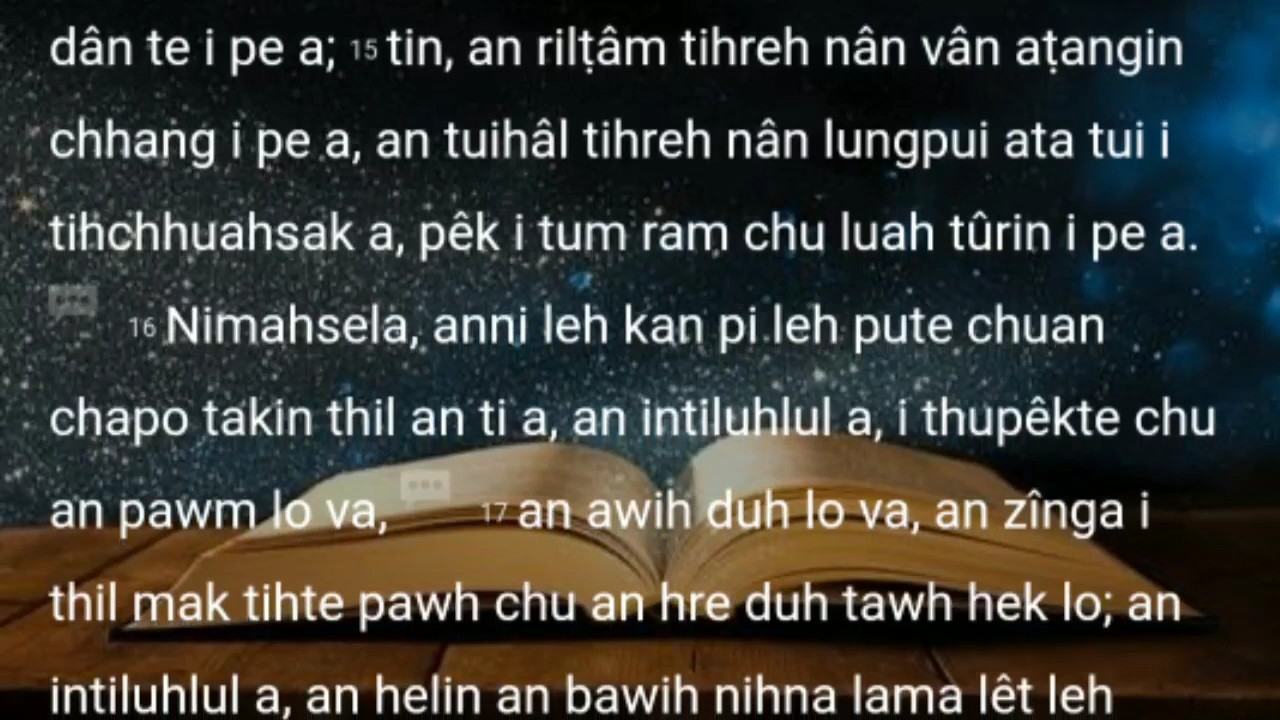 dân te i pe a; 15 tin, an rilṭâm tihreh nân vân aṭangin
chhang i pe a, an tuihâl tihreh nân lungpui ata tui i
tihchhuahsak a, pêk i tum ram chu luah tûrin i pe a.
16 Nimahsela, anni leh kan pi leh pute chuan
chapo takin thil an ti a, an intiluhlul a, i thupêkte chu
an pawm lo va, 17 an awih duh lo va, an zînga i
thil mak tihte pawh chu an hre duh tawh hek lo; an
intiluhlul a, an helin an bawih nihna lama lêt leh